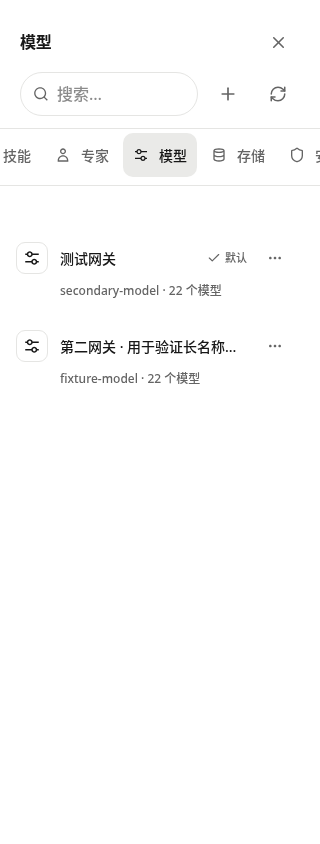 模型
搜索...
技能 专家 模型 存储
测试网关 默认
secondary-model · 22 个模型
第二网关 · 用于验证长名称...
fixture-model · 22 个模型